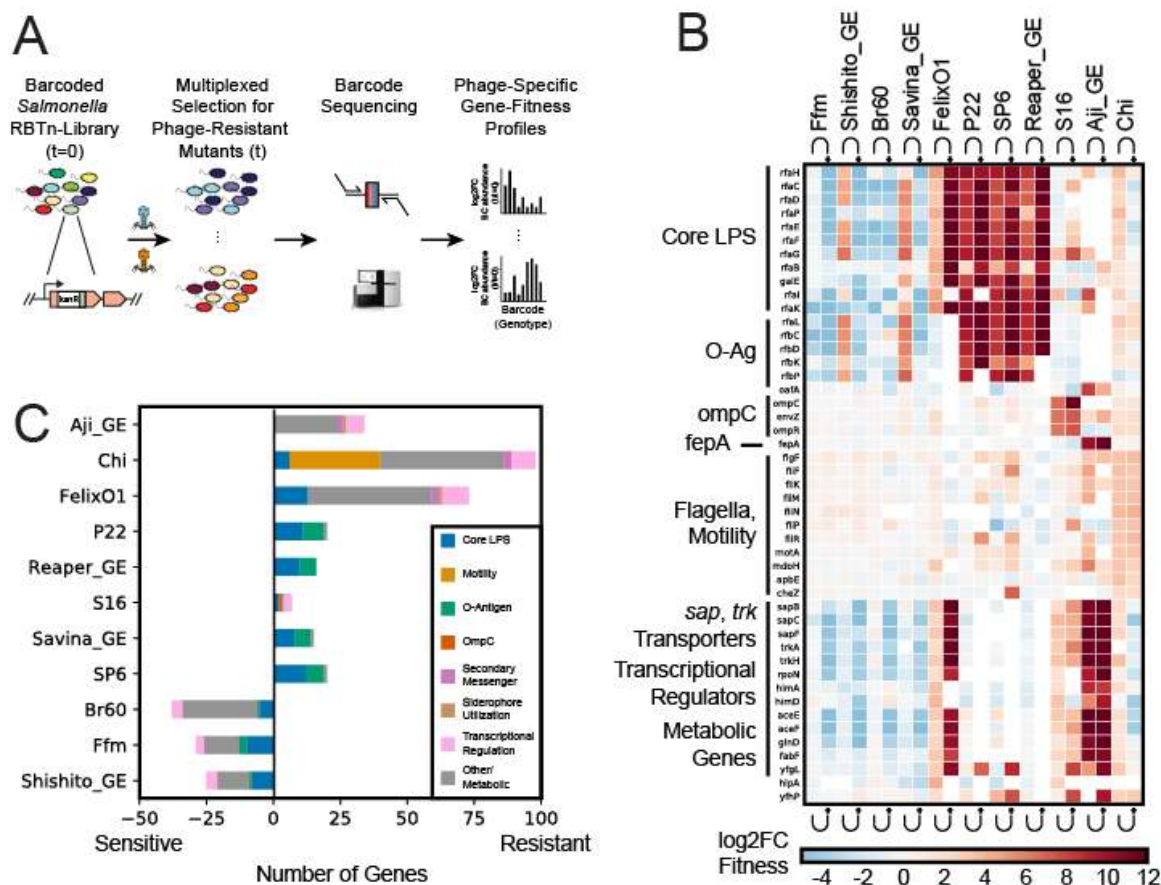 A
Barcoded
Salmonella
RBTn-Library
(t=0)
Multiplexed
Selection for
Phage-Resistant
Mutants (t)
Barcode
Sequencing
Phage-Specific
Gene-Fitness
Profiles
kanR
log2FC
BC abundance
log2FC
BC abundance
Barcode
(Genotype)
B
Ffm
Shishito_GE
Br60
Savina_GE
FelixO1
P22
SP6
Reaper_GE
S16
Aji_GE
Chi
Core LPS
O-Ag
ompC
fepA
Flagella,
Motility
sap, trk
Transporters
Transcriptional
Regulators
Metabolic
Genes
rfaH
rfaC
rfaD
rfaP
rfaE
rfaF
rfaG
rfaB
galE
rfaI
rfaK
rfaL
rfbC
rfbD
rfbK
rfbP
oafA
ompC
envZ
ompR
fepA
flgF
fliF
fliK
fliM
fliN
fliP
fliR
motA
mdoH
apbE
cheZ
sapB
sapC
sapF
trkA
trkH
rpoN
himA
himD
aceE
aceF
glnD
fabF
yfgL
hlpA
yfhP
log2FC
Fitness
-4 -2 0 2 4 6 8 10 12
C
Aji_GE
Chi
FelixO1
P22
Reaper_GE
S16
Savina_GE
SP6
Br60
Ffm
Shishito_GE
Core LPS
Motility
O-Antigen
OmpC
Secondary
Messenger
Siderophore
Utilization
Transcriptional
Regulation
Other/
Metabolic
−50 −25 0 25 50 75 100
Sensitive
Resistant
Number of Genes